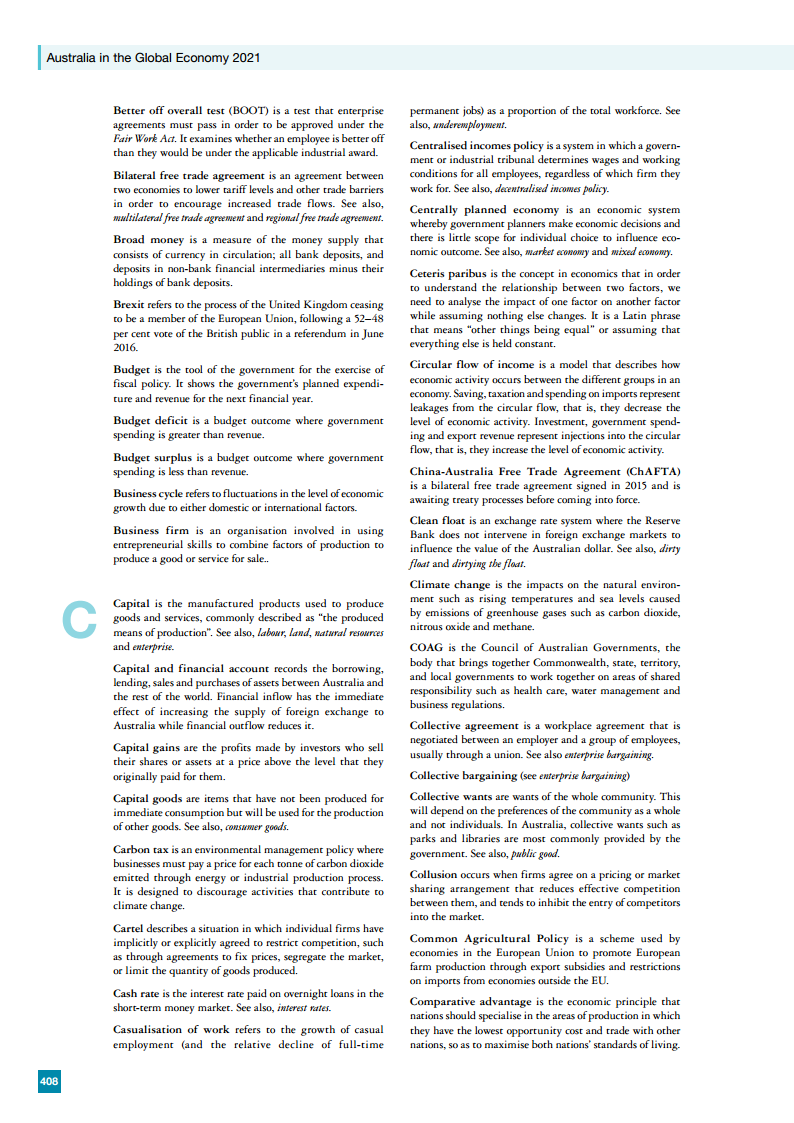 Australia in the Global Economy 2021
Better off overall test (BOOT) is a test that enterprise
agreements must pass in order to be approved under the
Fair Work Act. It examines whether an employee is better off
than they would be under the applicable industrial award.
Bilateral free trade agreement is an agreement between
two economies to lower tariff levels and other trade barriers
in order to encourage increased trade flows. See also,
multilateral free trade agreement and regional free trade agreement.
Broad money is a measure of the money supply that
consists of currency in circulation; all bank deposits, and
deposits in non-bank financial intermediaries minus their
holdings of bank deposits.
Brexit refers to the process of the United Kingdom ceasing
to be a member of the European Union, following a 52–48
per cent vote of the British public in a referendum in June
2016.
Budget is the tool of the government for the exercise of
fiscal policy. It shows the government's planned expendi-
ture and revenue for the next financial year.
Budget deficit is a budget outcome where government
spending is greater than revenue.
Budget surplus is a budget outcome where government
spending is less than revenue.
Business cycle refers to fluctuations in the level of economic
growth due to either domestic or international factors.
Business firm is an organisation involved in using
entrepreneurial skills to combine factors of production to
produce a good or service for sale..
C
Capital is the manufactured products used to produce
goods and services, commonly described as "the produced
means of production". See also, labour, land, natural resources
and enterprise.
Capital and financial account records the borrowing,
lending, sales and purchases of assets between Australia and
the rest of the world. Financial inflow has the immediate
effect of increasing the supply of foreign exchange to
Australia while financial outflow reduces it.
Capital gains are the profits made by investors who sell
their shares or assets at a price above the level that they
originally paid for them.
Capital goods are items that have not been produced for
immediate consumption but will be used for the production
of other goods. See also, consumer goods.
Carbon tax is an environmental management policy where
businesses must pay a price for each tonne of carbon dioxide
emitted through energy or industrial production process.
It is designed to discourage activities that contribute to
climate change.
Cartel describes a situation in which individual firms have
implicitly or explicitly agreed to restrict competition, such
as through agreements to fix prices, segregate the market,
or limit the quantity of goods produced.
Cash rate is the interest rate paid on overnight loans in the
short-term money market. See also, interest rates.
Casualisation of work refers to the growth of casual
employment (and the relative decline of full-time
permanent jobs) as a proportion of the total workforce. See
also, underemployment.
Centralised incomes policy is a system in which a govern-
ment or industrial tribunal determines wages and working
conditions for all employees, regardless of which firm they
work for. See also, decentralised incomes policy.
Centrally planned economy is an economic system
whereby government planners make economic decisions and
there is little scope for individual choice to influence eco-
nomic outcome. See also, market economy and mixed economy.
Ceteris paribus is the concept in economics that in order
to understand the relationship between two factors, we
need to analyse the impact of one factor on another factor
while assuming nothing else changes. It is a Latin phrase
that means "other things being equal" or assuming that
everything else is held constant.
Circular flow of income is a model that describes how
economic activity occurs between the different groups in an
economy. Saving, taxation and spending on imports represent
leakages from the circular flow, that is, they decrease the
level of economic activity. Investment, government spend-
ing and export revenue represent injections into the circular
flow, that is, they increase the level of economic activity.
China-Australia Free Trade Agreement (ChAFTA)
is a bilateral free trade agreement signed in 2015 and is
awaiting treaty processes before coming into force.
Clean float is an exchange rate system where the Reserve
Bank does not intervene in foreign exchange markets to
influence the value of the Australian dollar. See also, dirty
float and dirtying the float.
Climate change is the impacts on the natural environ-
ment such as rising temperatures and sea levels caused
by emissions of greenhouse gases such as carbon dioxide,
nitrous oxide and methane.
COAG is the Council of Australian Governments, the
body that brings together Commonwealth, state, territory,
and local governments to work together on areas of shared
responsibility such as health care, water management and
business regulations.
Collective agreement is a workplace agreement that is
negotiated between an employer and a group of employees,
usually through a union. See also enterprise bargaining.
Collective bargaining (see enterprise bargaining)
Collective wants are wants of the whole community. This
will depend on the preferences of the community as a whole
and not individuals. In Australia, collective wants such as
parks and libraries are most commonly provided by the
government. See also, public good.
Collusion occurs when firms agree on a pricing or market
sharing arrangement that reduces effective competition
between them, and tends to inhibit the entry of competitors
into the market.
Common Agricultural Policy is a scheme used by
economies in the European Union to promote European
farm production through export subsidies and restrictions
on imports from economies outside the EU.
Comparative advantage is the economic principle that
nations should specialise in the areas of production in which
they have the lowest opportunity cost and trade with other
nations, so as to maximise both nations' standards of living.
408